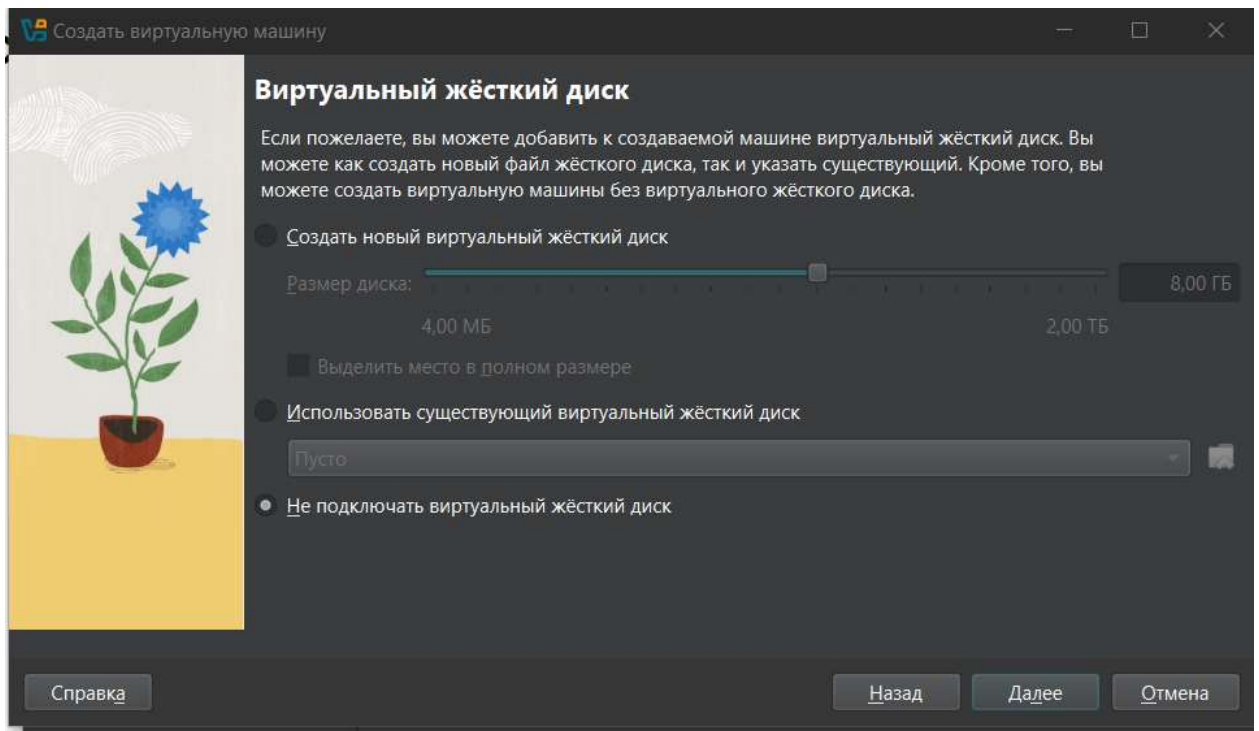 Создать виртуальную машину
Виртуальный жёсткий диск
Если пожелаете, вы можете добавить к создаваемой машине виртуальный жёсткий диск. Вы
можете как создать новый файл жёсткого диска, так и указать существующий. Кроме того, вы
можете создать виртуальную машины без виртуального жёсткого диска.
Создать новый виртуальный жёсткий диск
Размер диска: 8,00 ГБ
4,00 МБ 2,00 ТБ
Выделить место в полном размере
Использовать существующий виртуальный жёсткий диск
Пусто
Не подключать виртуальный жёсткий диск
Справка Назад Далее Отмена